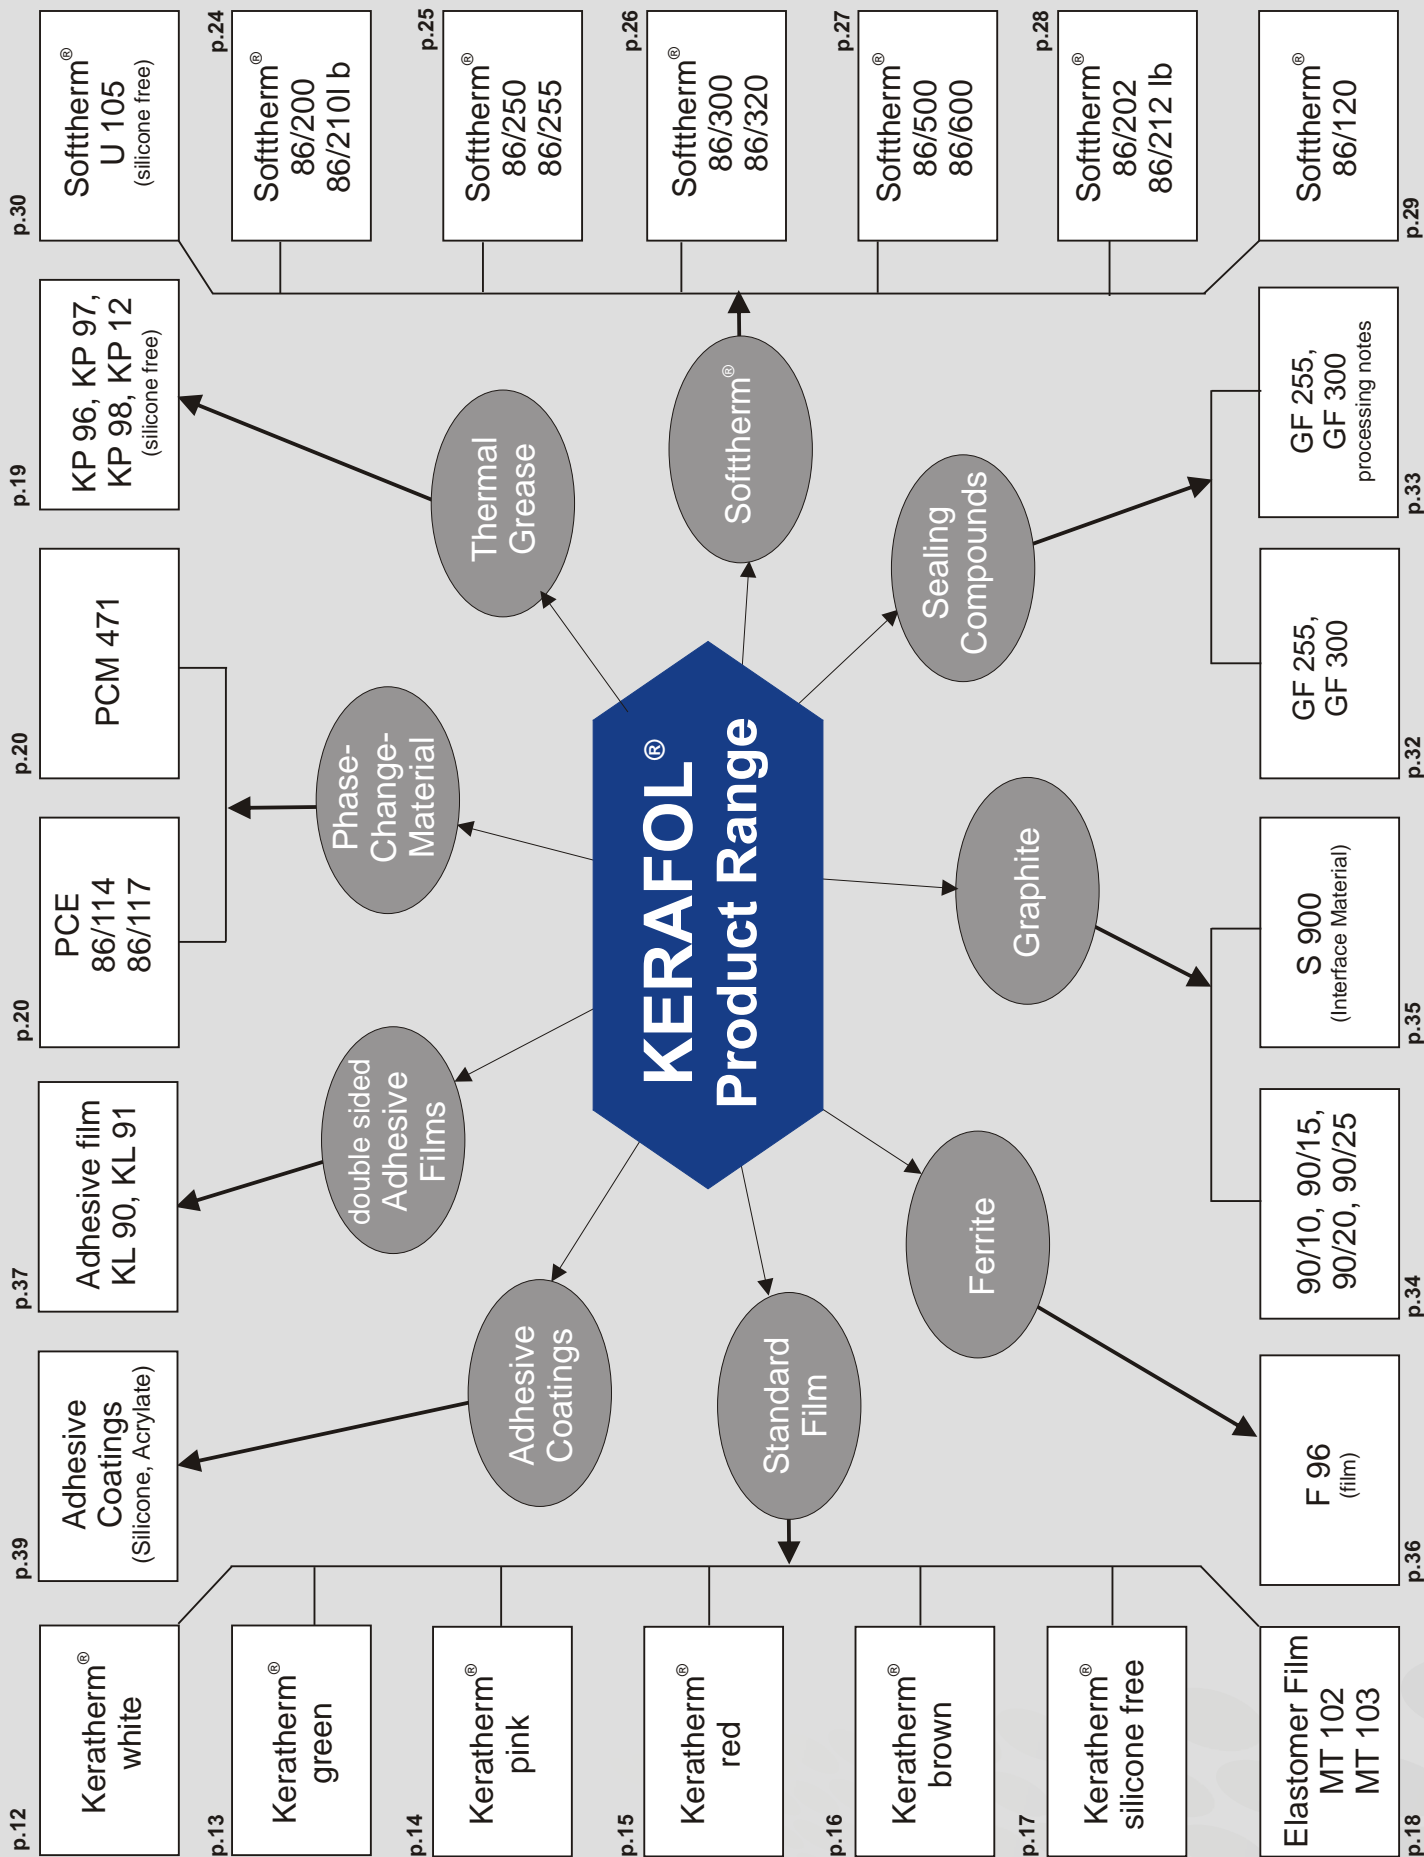 p.12
Keratherm®
white
p.13
Keratherm®
green
p.14
Keratherm®
pink
p.15
Keratherm®
red
p.16
Keratherm®
brown
p.17
Keratherm®
silicone free
p.18
Elastomer Film
MT 102
MT 103
p.39
Adhesive
Coatings
(Silicone, Acrylate)
p.37
Adhesive film
KL 90, KL 91
p.20
PCE
86/114
86/117
p.20
PCM 471
p.19
KP 96, KP 97,
KP 98, KP 12
(silicone free)
p.30
Softtherm®
U 105
(silicone free)
p.24
Softtherm®
86/200
86/210l b
p.25
Softtherm®
86/250
86/255
p.26
Softtherm®
86/300
86/320
p.27
Softtherm®
86/500
86/600
p.28
Softtherm®
86/202
86/212 lb
p.29
Softtherm®
86/120
Adhesive
Coatings
double sided
Adhesive
Films
Phase-
Change-
Material
Thermal
Grease
Softtherm®
Standard
Film
KERAFOL®
Product Range
Sealing
Compounds
Ferrite
Graphite
F 96
(film)
p.36
90/10, 90/15,
90/20, 90/25
p.34
S 900
(Interface Material)
p.35
GF 255,
GF 300
p.32
GF 255,
GF 300
processing notes
p.33